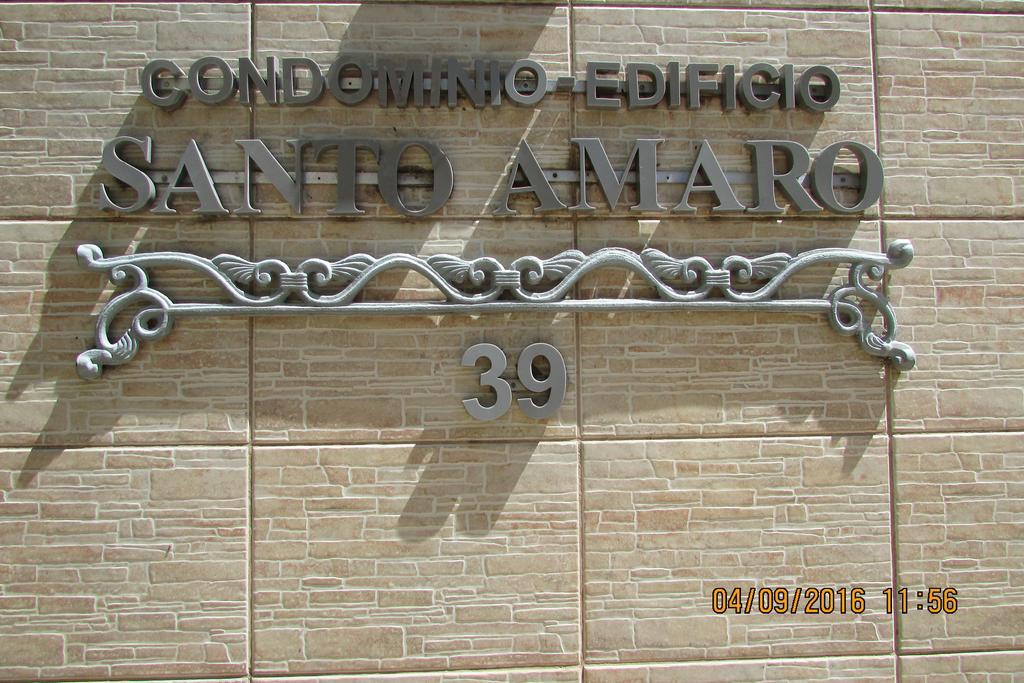 CONDOMINIO-EDIFICIO
SANTO AMARO
39
04/09/2016 11:56